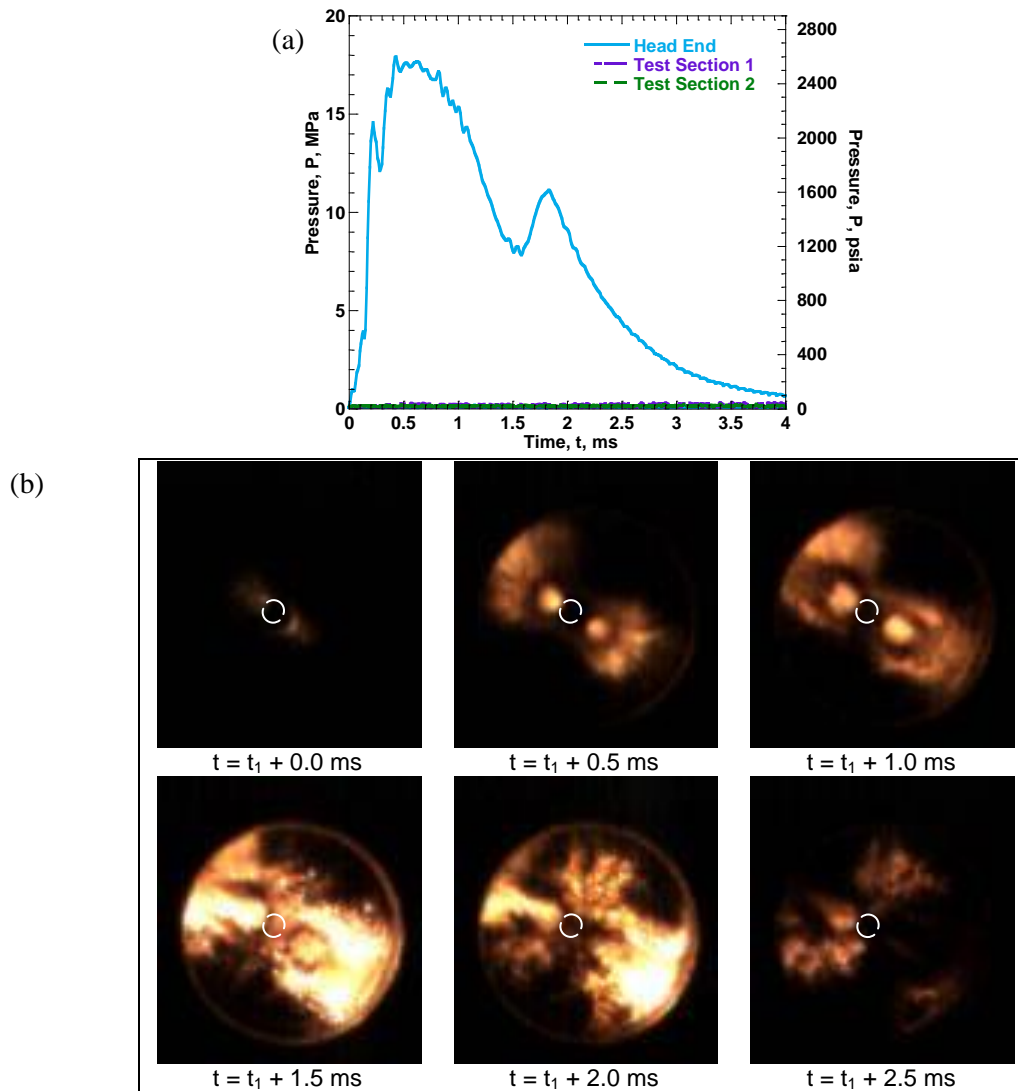 (a)
20
15
10
5
0
Pressure, P, MPa
Head End
Test Section 1
Test Section 2
2800
2400
2000
1600
1200
800
400
0
Pressure, P, psia
0 0.5 1 1.5 2 2.5 3 3.5 4
Time, t, ms
(b)
t = t₁ + 0.0 ms t = t₁ + 0.5 ms t = t₁ + 1.0 ms
t = t₁ + 1.5 ms t = t₁ + 2.0 ms t = t₁ + 2.5 ms